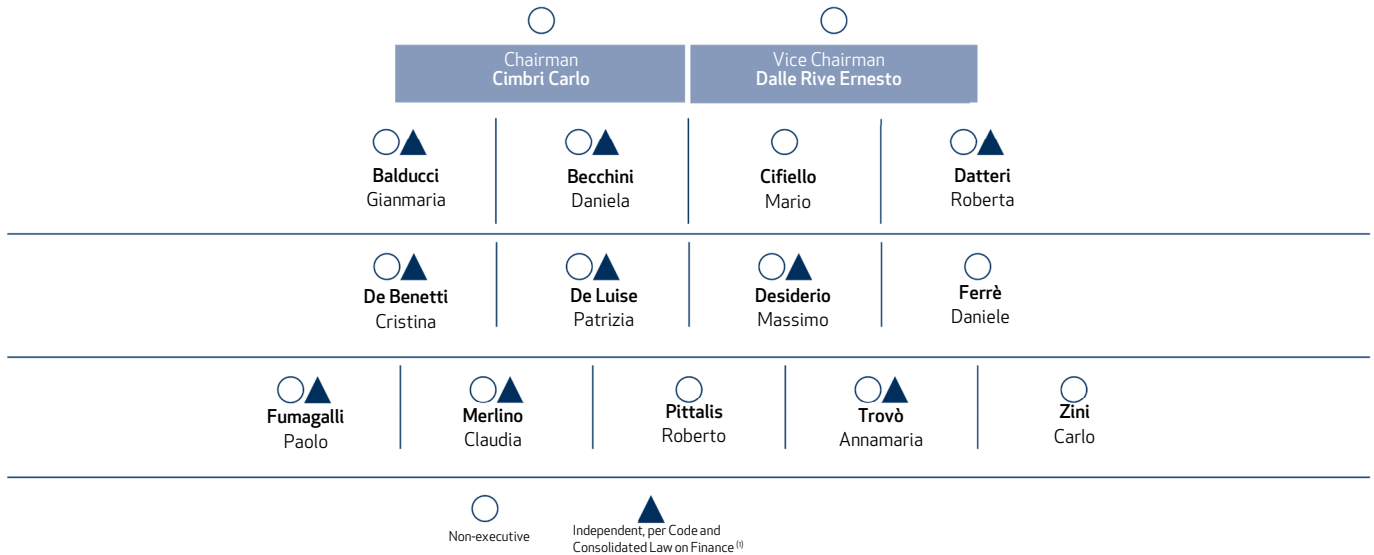 Chairman
Cimbri Carlo
Vice Chairman
Dalle Rive Ernesto
Balducci
Gianmaria
Becchini
Daniela
Cifiello
Mario
Datteri
Roberta
De Benetti
Cristina
De Luise
Patrizia
Desiderio
Massimo
Ferrè
Daniele
Fumagalli
Paolo
Merlino
Claudia
Pittalis
Roberto
Trovò
Annamaria
Zini
Carlo
Non-executive
Independent, per Code and
Consolidated Law on Finance (1)